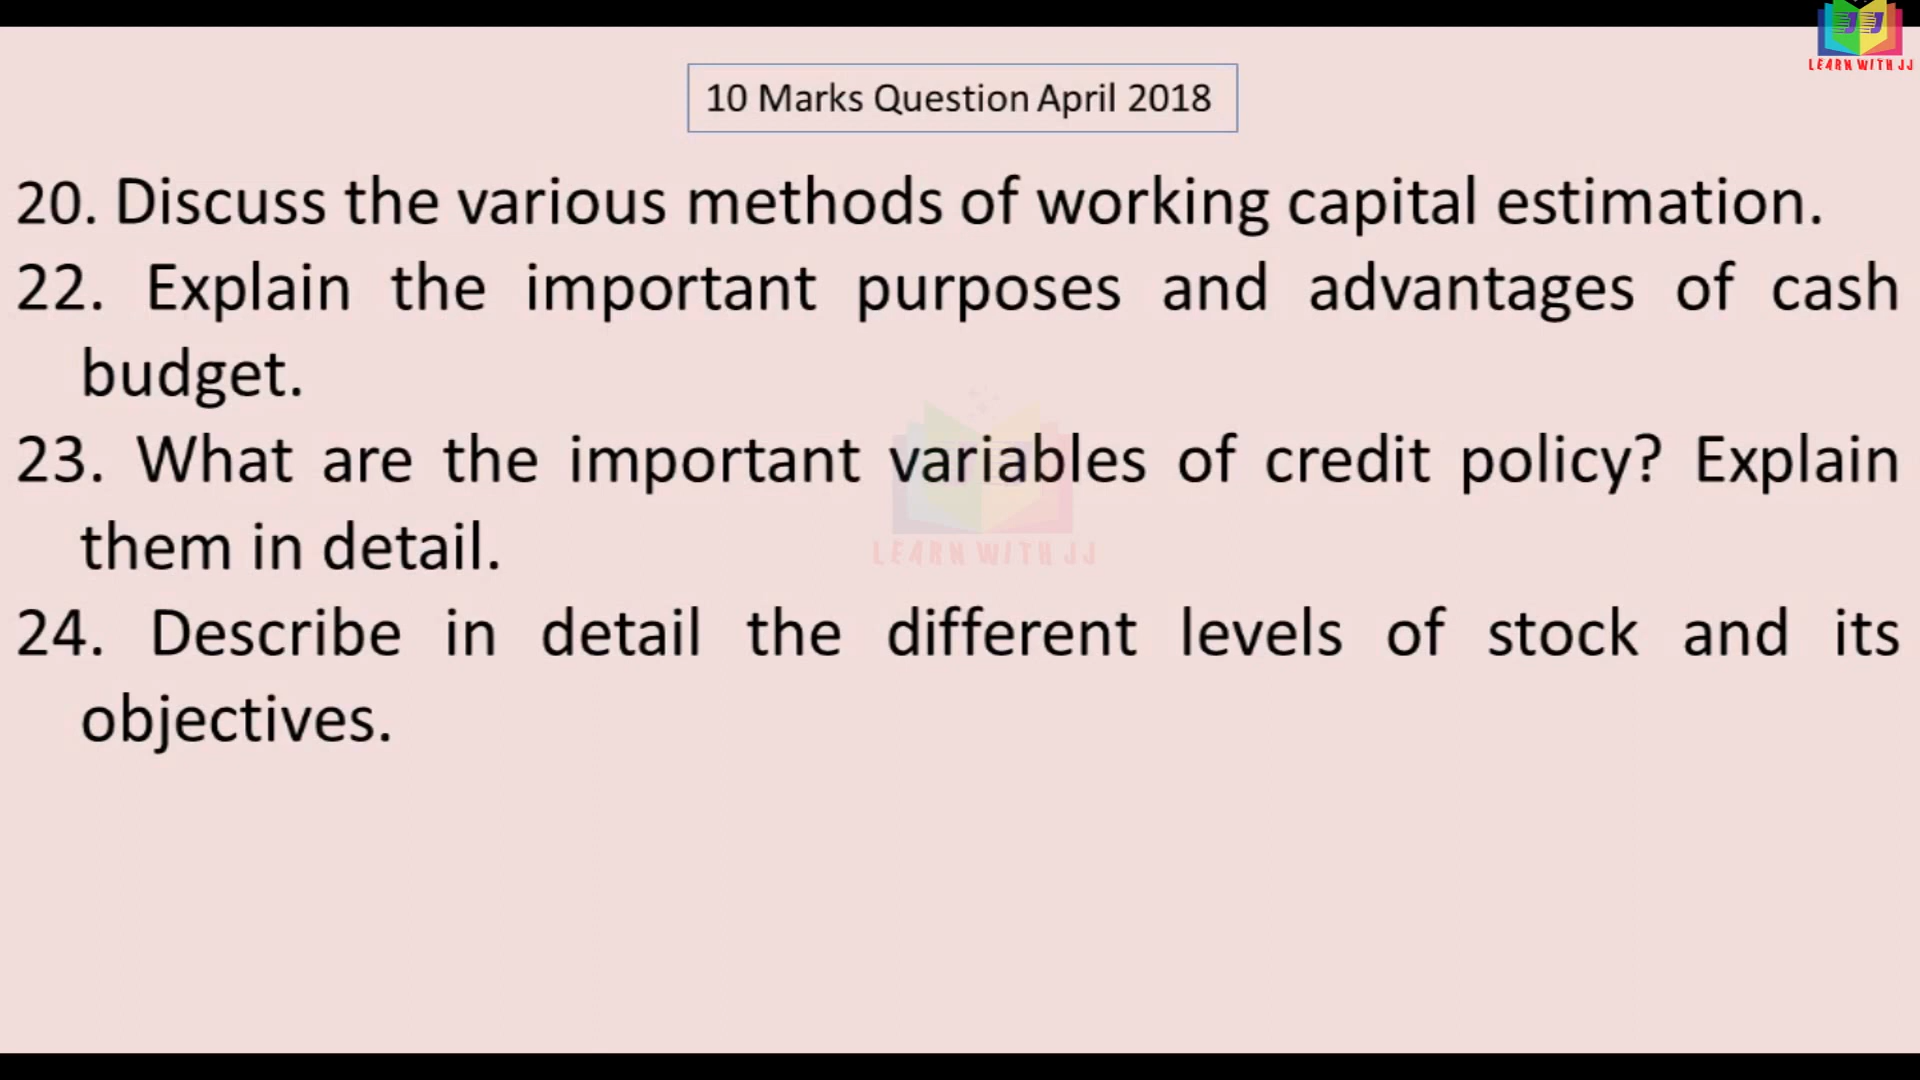 LEARN WITH JJ
10 Marks Question April 2018
20. Discuss the various methods of working capital estimation.
22. Explain the important purposes and advantages of cash
budget.
23. What are the important variables of credit policy? Explain
them in detail.
LEARN WITH JJ
24. Describe in detail the different levels of stock and its
objectives.